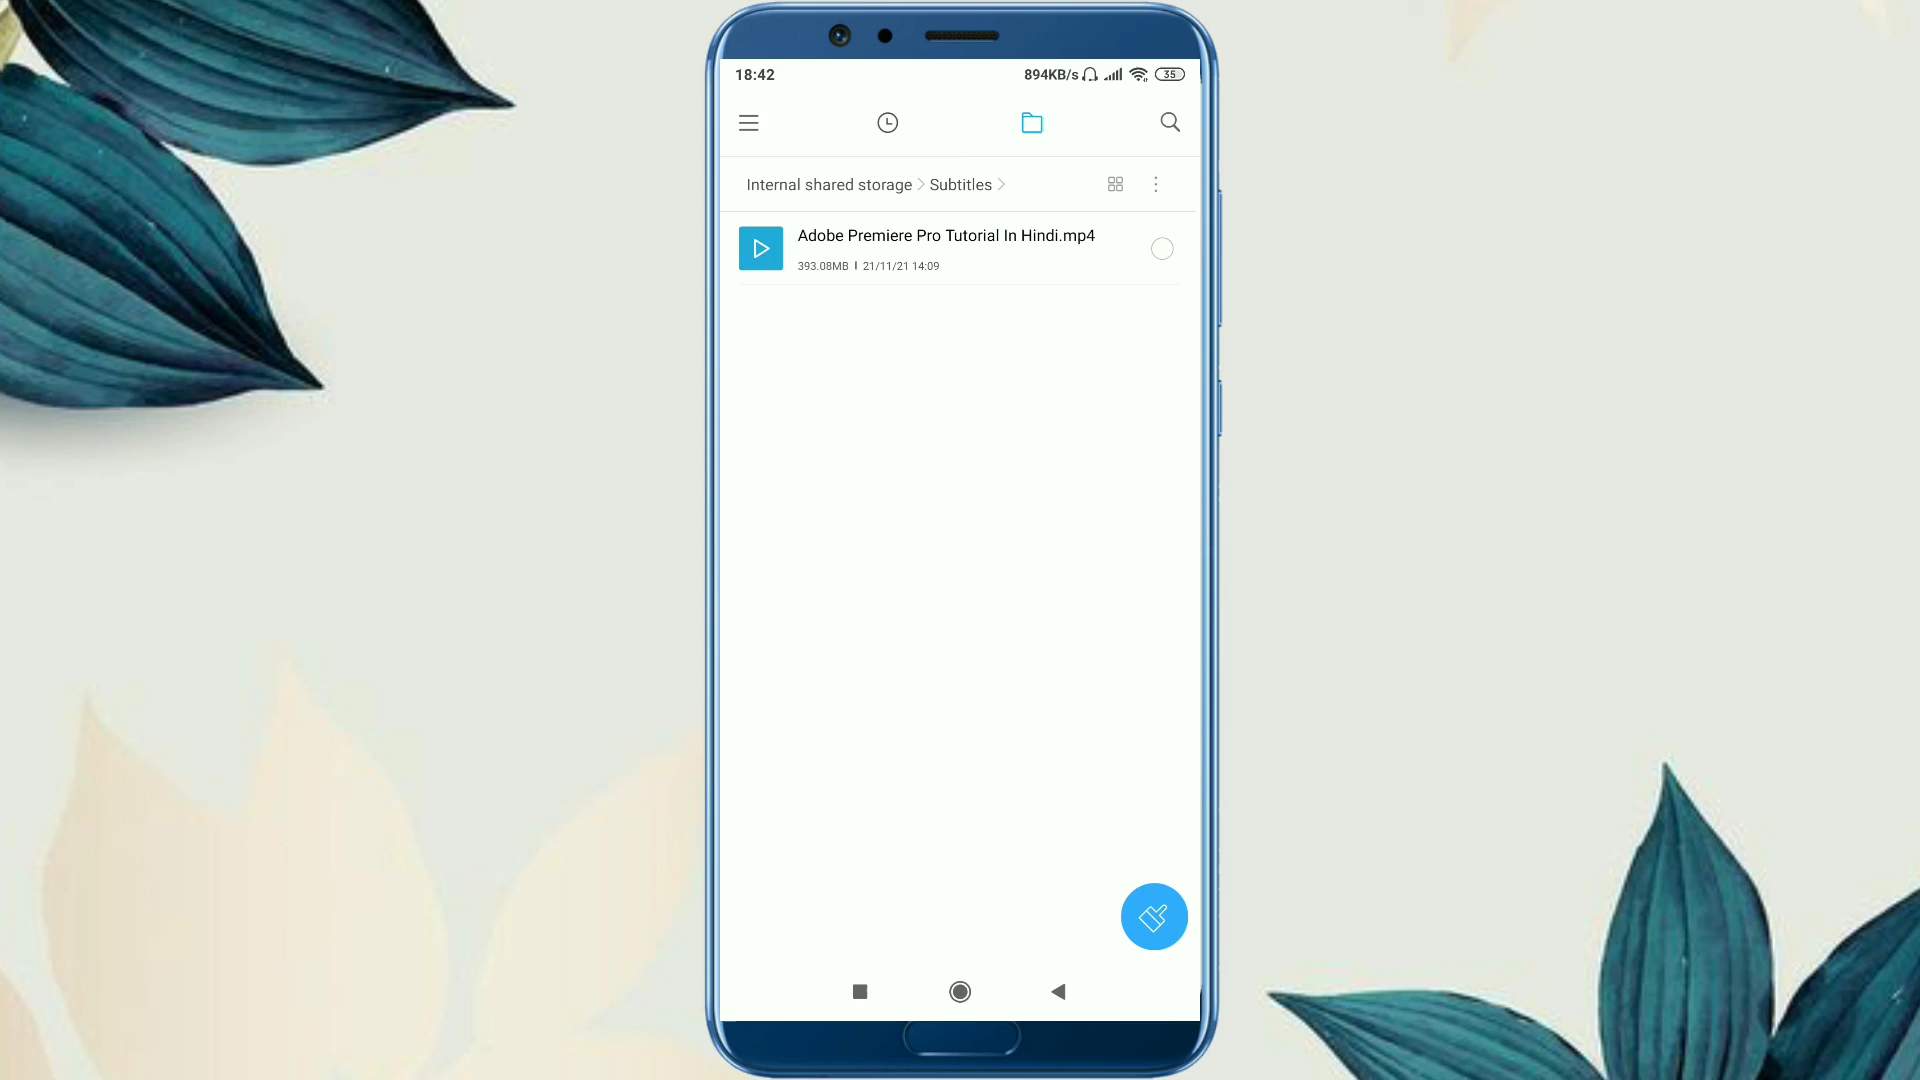 18:42
894KB/s
35
Internal shared storage
Subtitles
Adobe Premiere Pro Tutorial In Hindi.mp4
393.08MB | 21/11/21 14:09